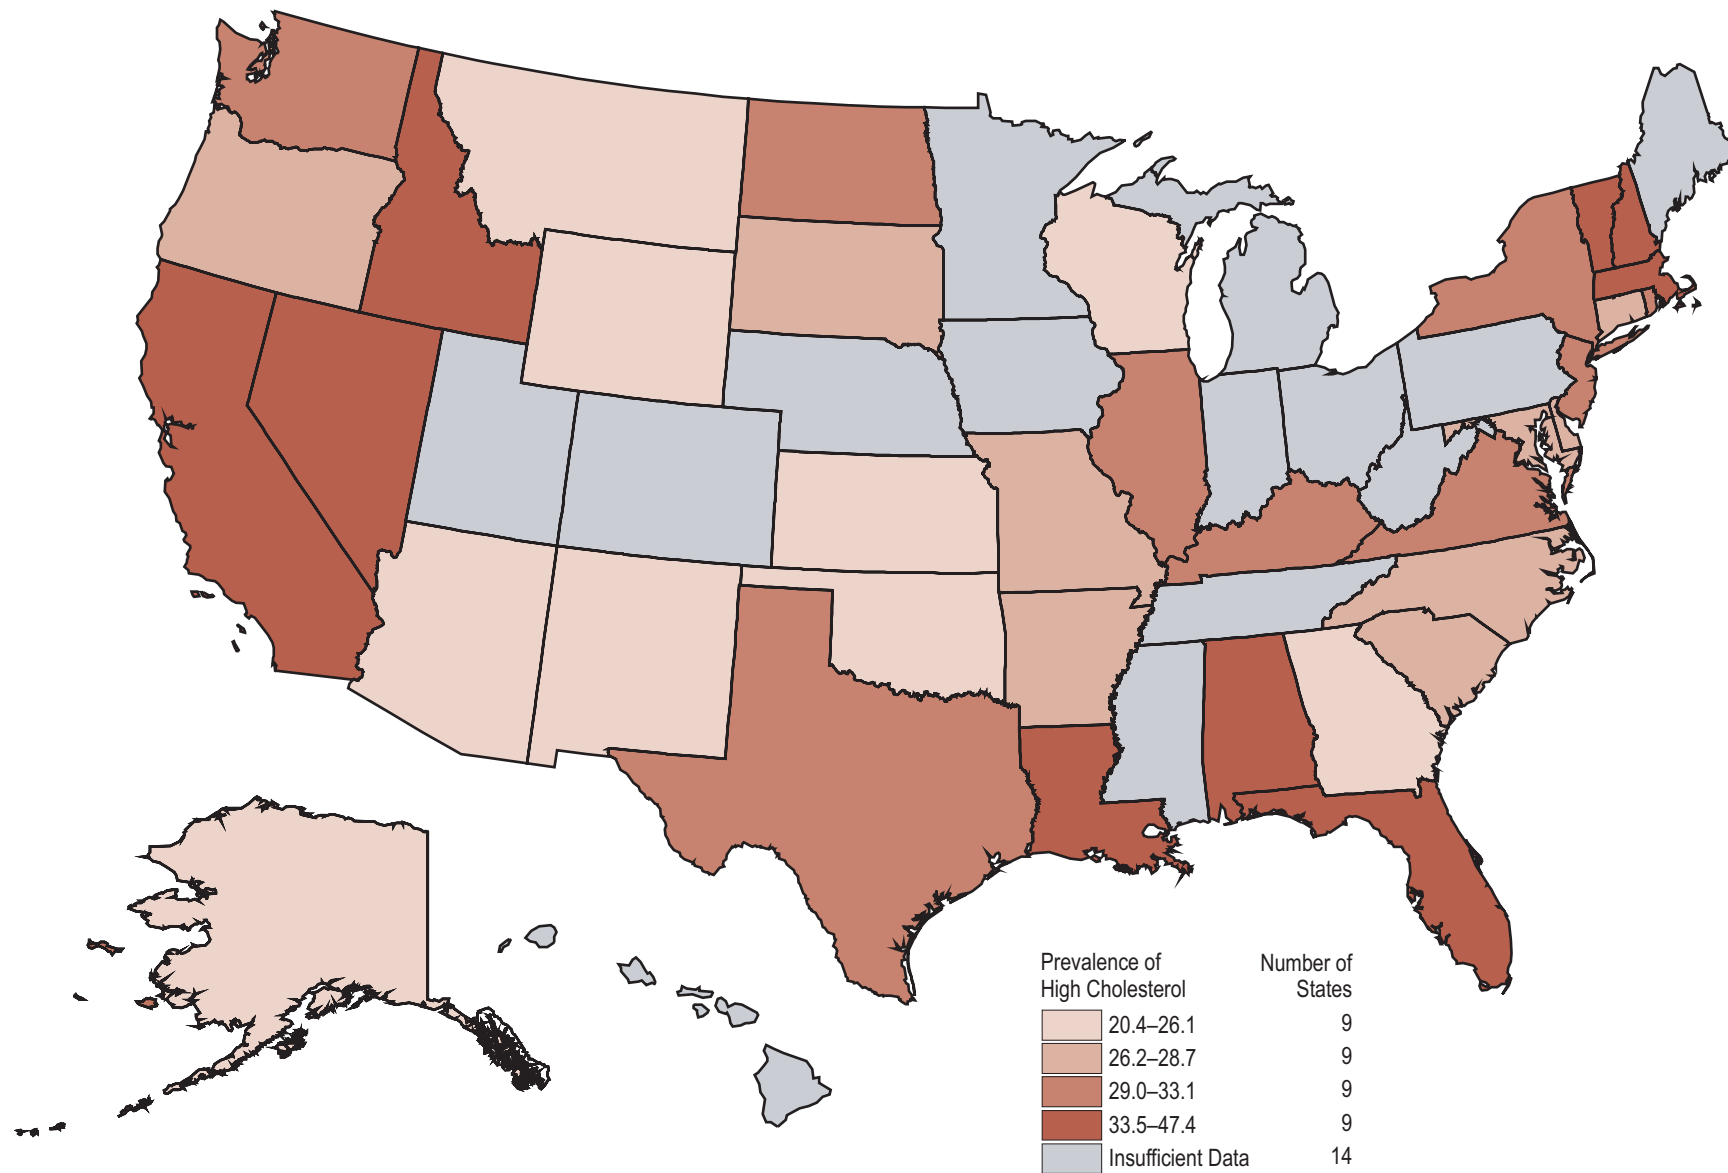 Prevalence of High Cholesterol
Number of States
20.4–26.1 9
26.2–28.7 9
29.0–33.1 9
33.5–47.4 9
Insufficient Data 14